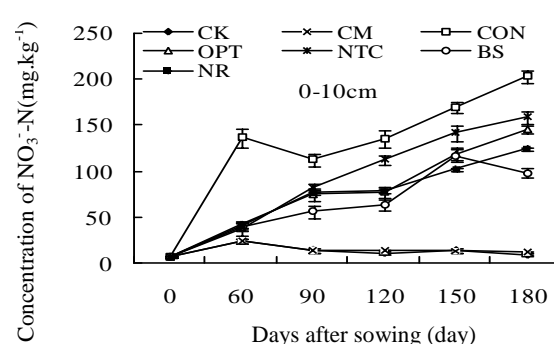 250
CK
CM
CON
OPT
NTC
BS
NR
200
0-10cm
150
100
50
0
0 60 90 120 150 180
Days after sowing (day)
Concentration of NO₃⁻-N(mg.kg⁻¹)